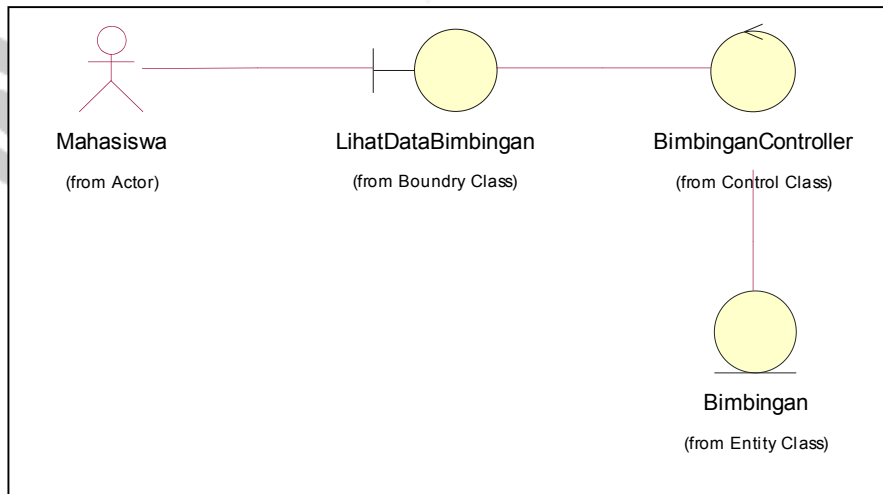 Mahasiswa
(from Actor)
LihatDataBimbingan
(from Boundry Class)
BimbinganController
(from Control Class)
Bimbingan
(from Entity Class)